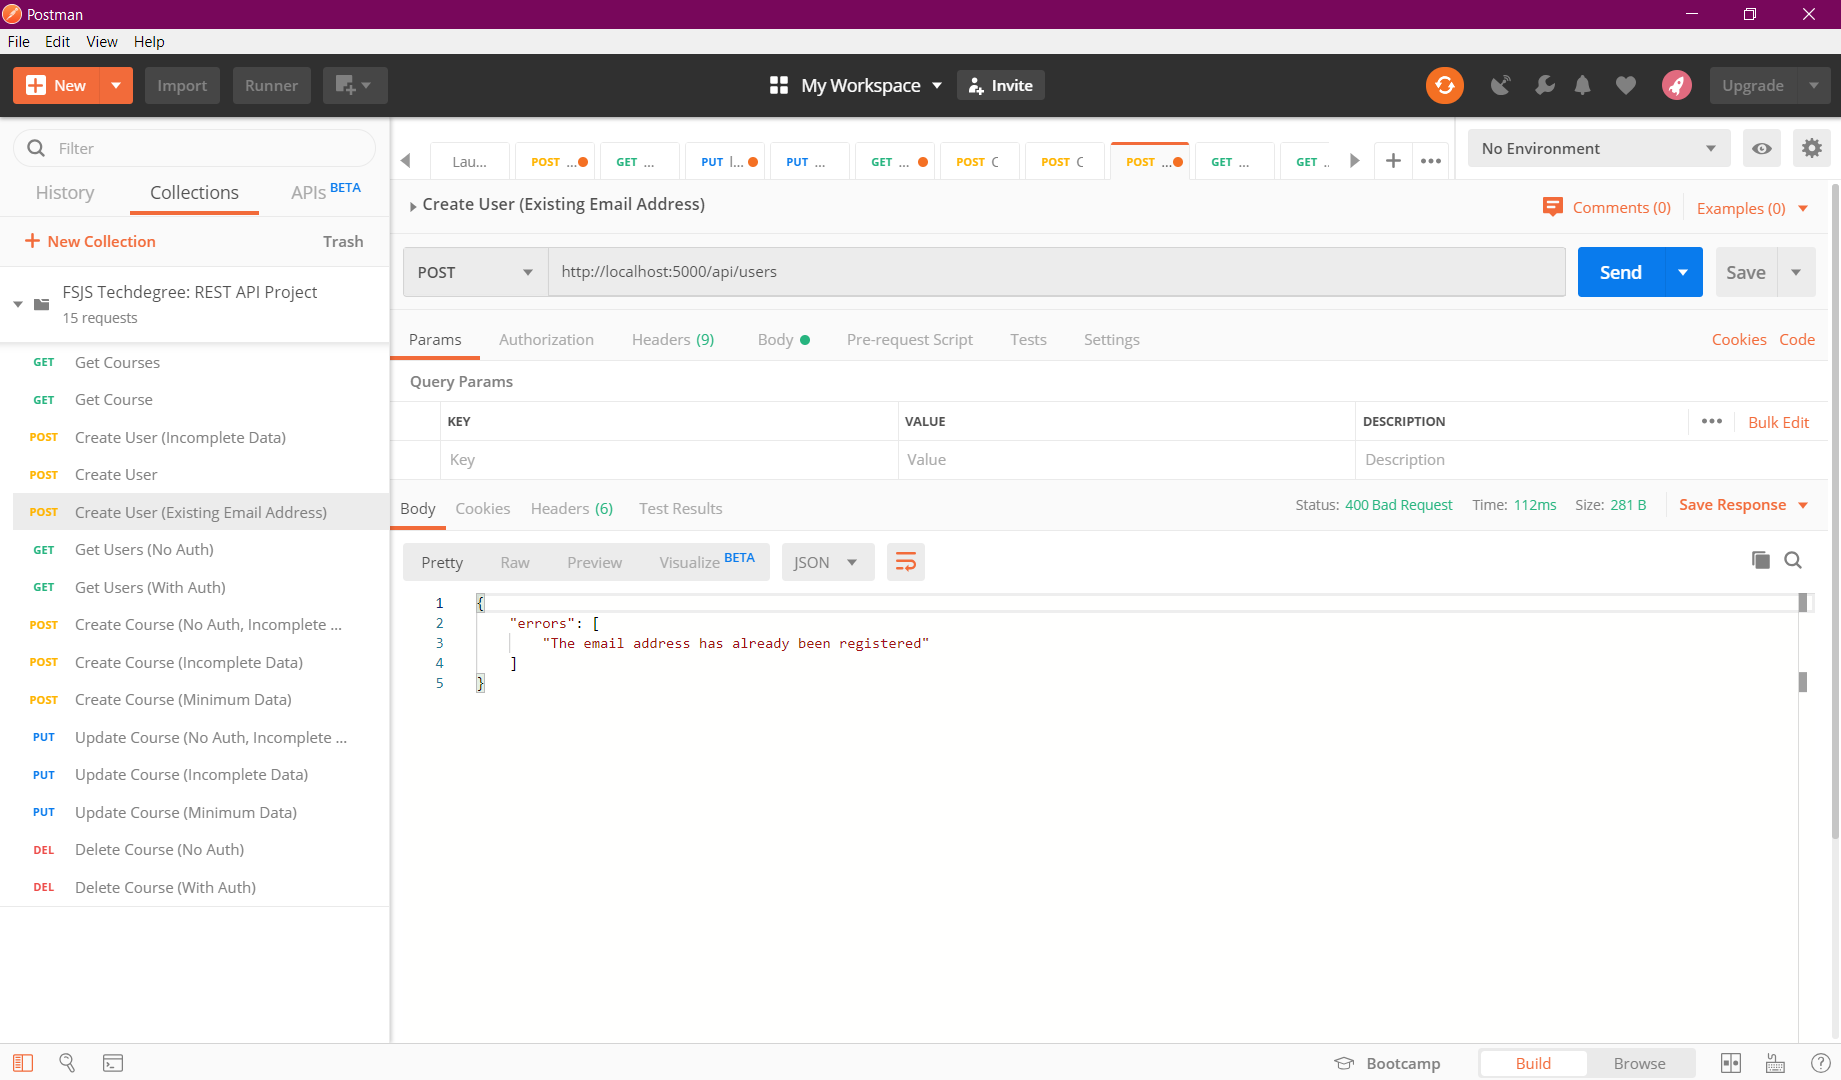 Postman
File Edit View Help
New Import Runner My Workspace Invite Upgrade
Filter
History Collections APIs BETA
New Collection Trash
FSJS Techdegree: REST API Project
15 requests
GET Get Courses
GET Get Course
POST Create User (Incomplete Data)
POST Create User
POST Create User (Existing Email Address)
GET Get Users (No Auth)
GET Get Users (With Auth)
POST Create Course (No Auth, Incomplete ...
POST Create Course (Incomplete Data)
POST Create Course (Minimum Data)
PUT Update Course (No Auth, Incomplete ...
PUT Update Course (Incomplete Data)
PUT Update Course (Minimum Data)
DEL Delete Course (No Auth)
DEL Delete Course (With Auth)
Lau... POST ... GET ... PUT l... PUT ... GET ... POST C POST C POST ... GET ... GET .. No Environment
Create User (Existing Email Address) Comments (0) Examples (0)
POST http://localhost:5000/api/users Send Save
Params Authorization Headers (9) Body Pre-request Script Tests Settings Cookies Code
Query Params
KEY VALUE DESCRIPTION Bulk Edit
Key Value Description
Body Cookies Headers (6) Test Results Status: 400 Bad Request Time: 112ms Size: 281 B Save Response
Pretty Raw Preview Visualize BETA JSON
1 {
2 "errors": [
3 "The email address has already been registered"
4 ]
5 }
Bootcamp Build Browse